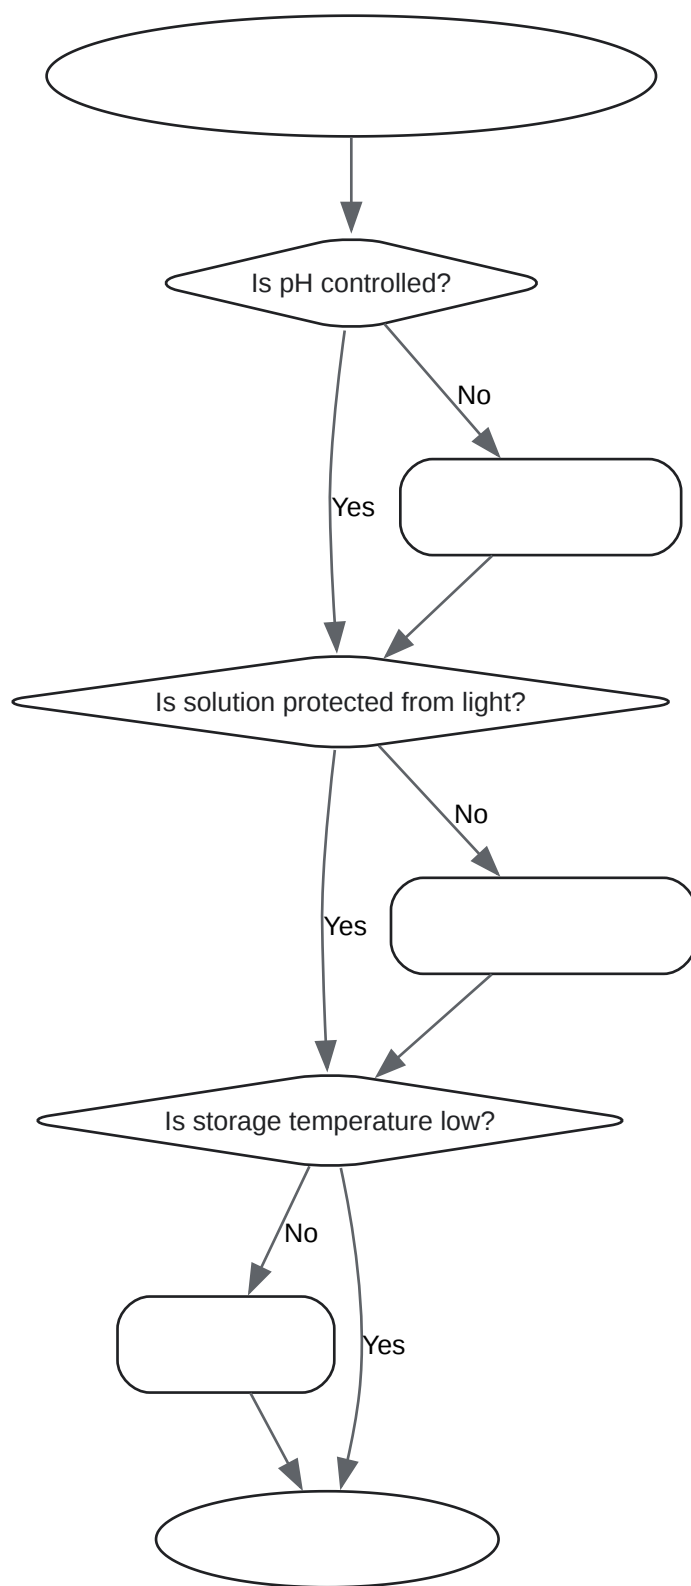 Is pH controlled?
No
Yes
Is solution protected from light?
No
Yes
Is storage temperature low?
No
Yes